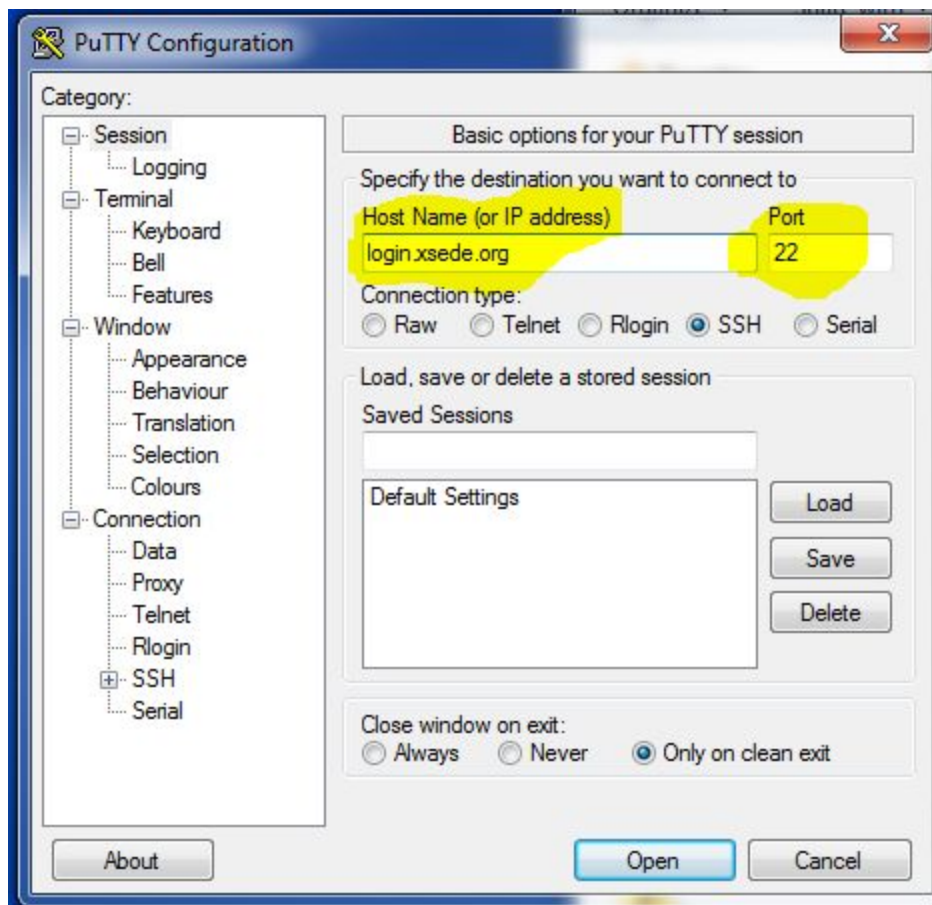 PuTTY Configuration
Category:
Session
Logging
Terminal
Keyboard
Bell
Features
Window
Appearance
Behaviour
Translation
Selection
Colours
Connection
Data
Proxy
Telnet
Rlogin
SSH
Serial
Basic options for your PuTTY session
Specify the destination you want to connect to
Host Name (or IP address) Port
login.xsede.org 22
Connection type:
Raw Telnet Rlogin SSH Serial
Load, save or delete a stored session
Saved Sessions
Default Settings
Load
Save
Delete
Close window on exit:
Always Never Only on clean exit
About Open Cancel